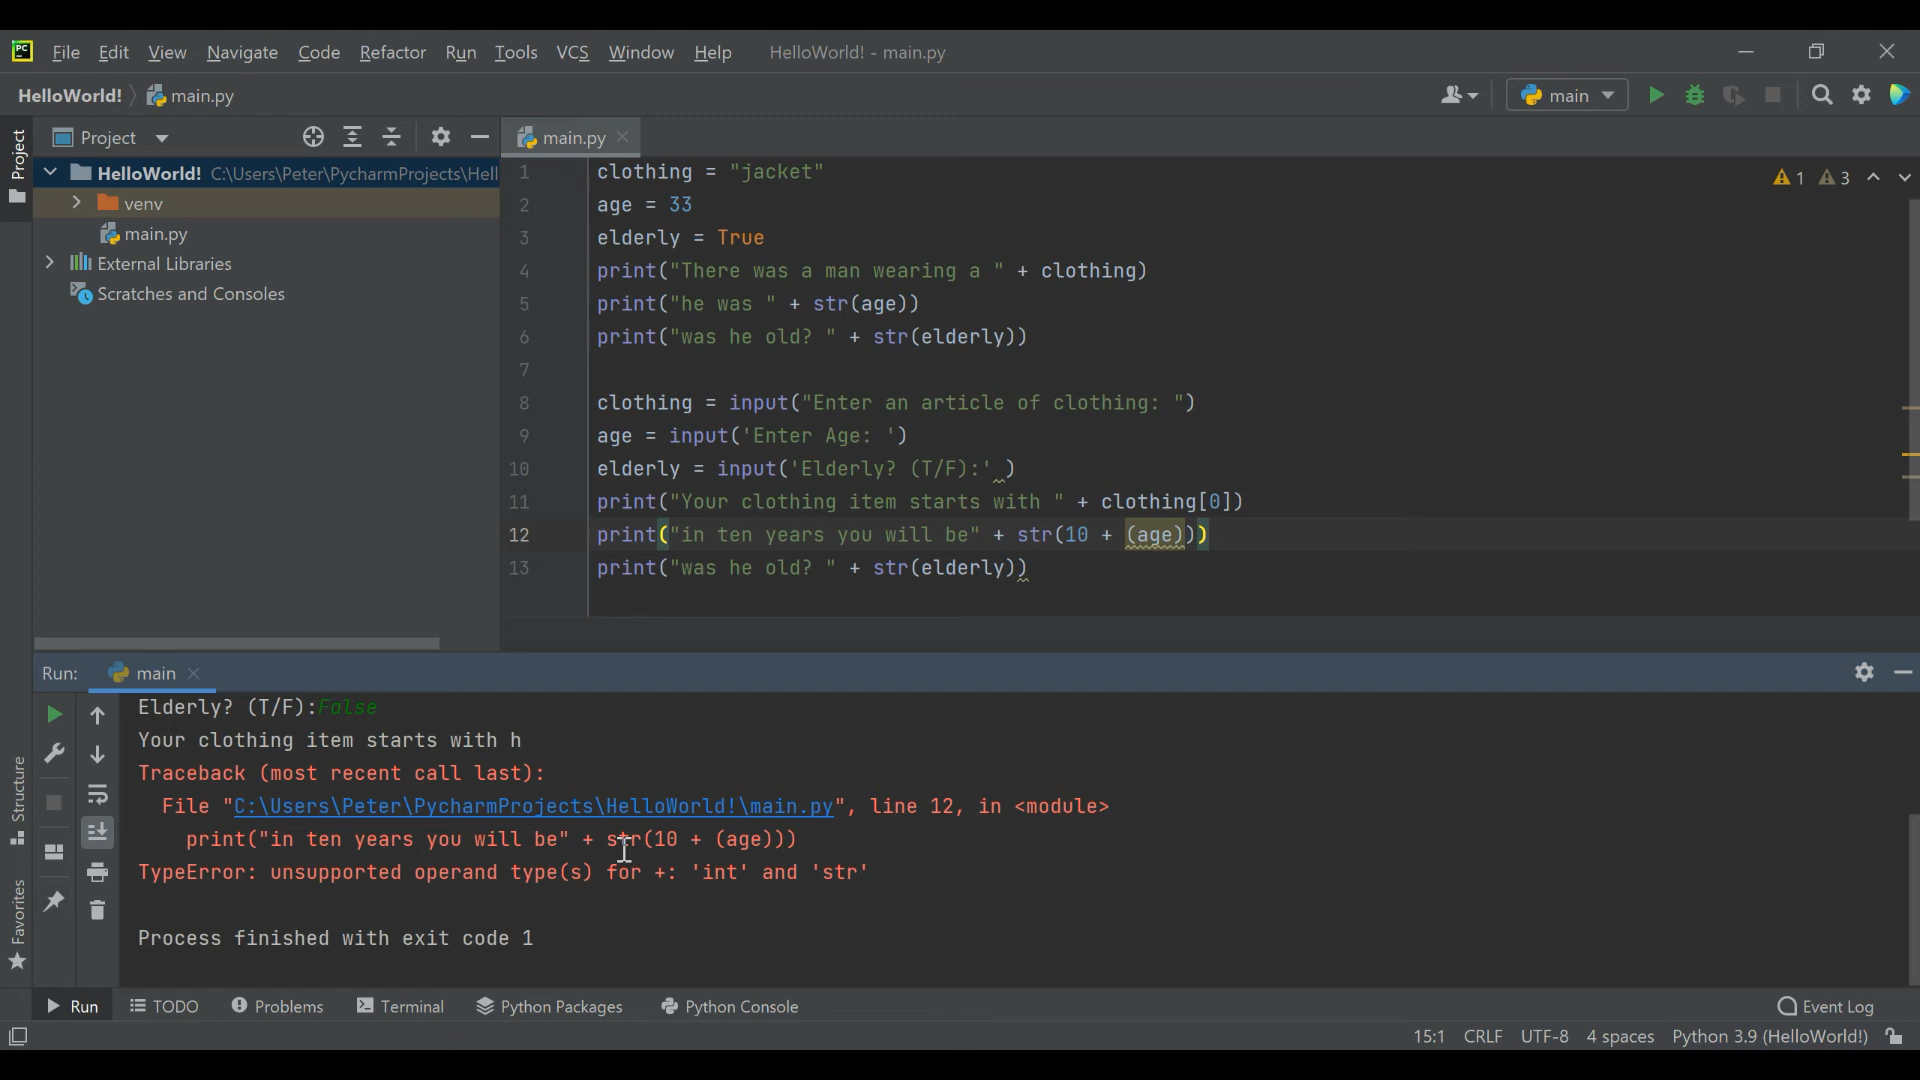 PC File Edit View Navigate Code Refactor Run Tools VCS Window Help HelloWorld! - main.py
HelloWorld! main.py main
Project
Project main.py
HelloWorld! C:\Users\Peter\PycharmProjects\Hell
venv
main.py
External Libraries
Scratches and Consoles
1 clothing = "jacket" 1 3
2 age = 33
3 elderly = True
4 print("There was a man wearing a " + clothing)
5 print("he was " + str(age))
6 print("was he old? " + str(elderly))
7
8 clothing = input("Enter an article of clothing: ")
9 age = input('Enter Age: ')
10 elderly = input('Elderly? (T/F):' )
11 print("Your clothing item starts with " + clothing[0])
12 print("in ten years you will be" + str(10 + (age)))
13 print("was he old? " + str(elderly))
Run: main
Structure
Favorites
Elderly? (T/F):False
Your clothing item starts with h
Traceback (most recent call last):
File "C:\Users\Peter\PycharmProjects\HelloWorld!\main.py", line 12, in <module>
print("in ten years you will be" + str(10 + (age)))
TypeError: unsupported operand type(s) for +: 'int' and 'str'
Process finished with exit code 1
Run TODO Problems Terminal Python Packages Python Console Event Log
15:1 CRLF UTF-8 4 spaces Python 3.9 (HelloWorld!)